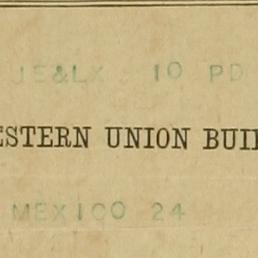 JE&LX 10 PD
ESTERN UNION BUI
MEXICO 24